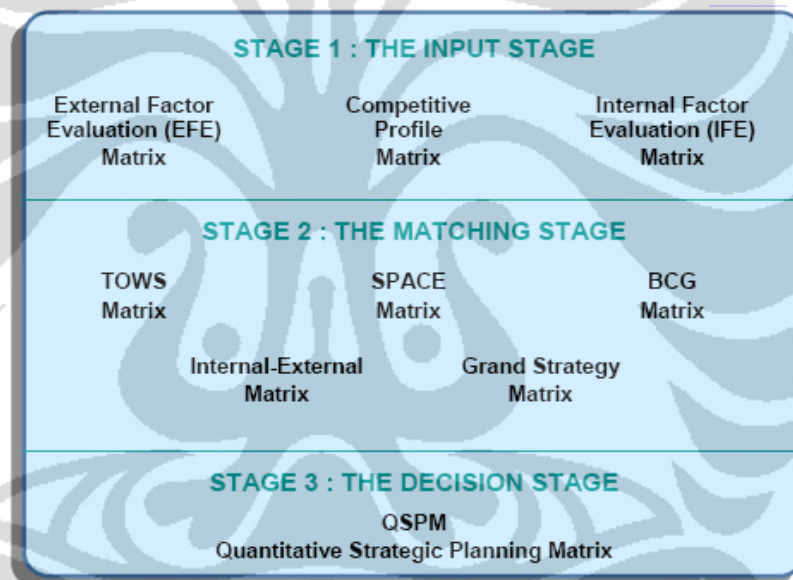 STAGE 1 : THE INPUT STAGE
External Factor
Evaluation (EFE)
Matrix
Competitive
Profile
Matrix
Internal Factor
Evaluation (IFE)
Matrix
STAGE 2 : THE MATCHING STAGE
TOWS
Matrix
SPACE
Matrix
BCG
Matrix
Internal-External
Matrix
Grand Strategy
Matrix
STAGE 3 : THE DECISION STAGE
QSPM
Quantitative Strategic Planning Matrix